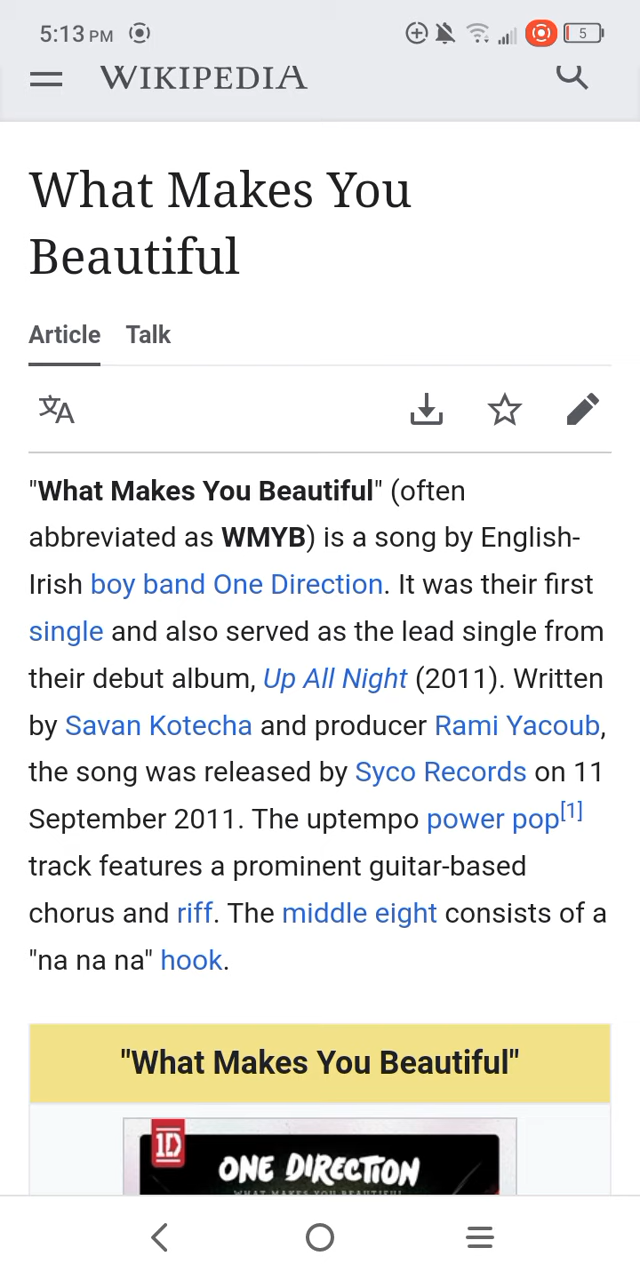 5:13 PM
5
WIKIPEDIA
What Makes You
Beautiful
Article Talk
"What Makes You Beautiful" (often
abbreviated as WMYB) is a song by English-
Irish boy band One Direction. It was their first
single and also served as the lead single from
their debut album, Up All Night (2011). Written
by Savan Kotecha and producer Rami Yacoub,
the song was released by Syco Records on 11
September 2011. The uptempo power pop[1]
track features a prominent guitar-based
chorus and riff. The middle eight consists of a
"na na na" hook.
"What Makes You Beautiful"
1D
ONE DIRECTION
WHAT MAKES YOU BEAUTIFUL